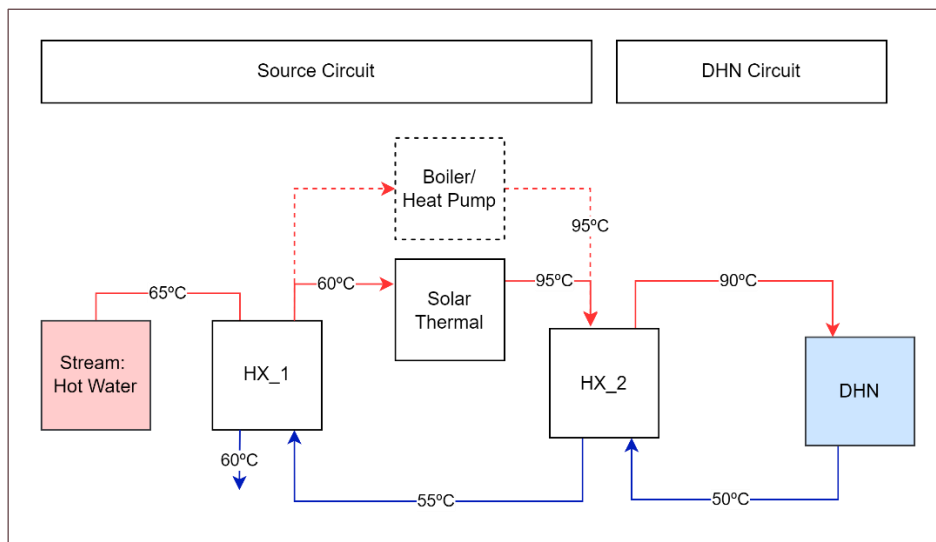 Source Circuit
DHN Circuit
Boiler/
Heat Pump
95ºC
65ºC
60ºC
95ºC
90ºC
Solar
Thermal
Stream:
Hot Water
HX_1
HX_2
DHN
60ºC
55ºC
50ºC